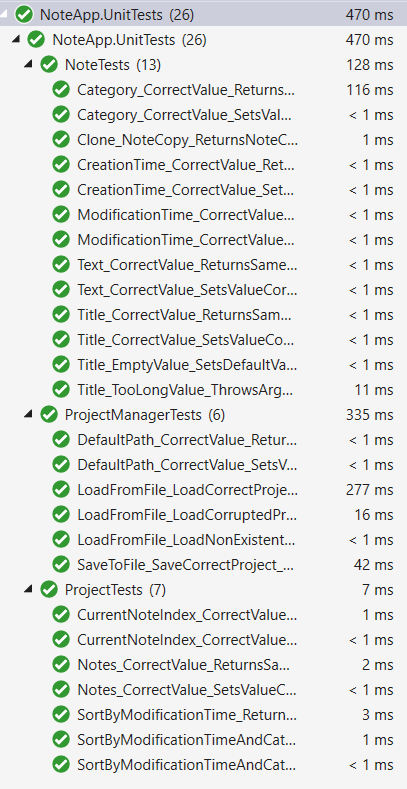 NoteApp.UnitTests (26) 470 ms
NoteApp.UnitTests (26) 470 ms
NoteTests (13) 128 ms
Category_CorrectValue_Returns... 116 ms
Category_CorrectValue_SetsVal... < 1 ms
Clone_NoteCopy_ReturnsNoteC... 1 ms
CreationTime_CorrectValue_Ret... < 1 ms
CreationTime_CorrectValue_Set... < 1 ms
ModificationTime_CorrectValue... < 1 ms
ModificationTime_CorrectValue... < 1 ms
Text_CorrectValue_ReturnsSame... < 1 ms
Text_CorrectValue_SetsValueCor... < 1 ms
Title_CorrectValue_ReturnsSam... < 1 ms
Title_CorrectValue_SetsValueCo... < 1 ms
Title_EmptyValue_SetsDefaultVa... < 1 ms
Title_TooLongValue_ThrowsArg... 11 ms
ProjectManagerTests (6) 335 ms
DefaultPath_CorrectValue_Retur... < 1 ms
DefaultPath_CorrectValue_SetsV... < 1 ms
LoadFromFile_LoadCorrectProje... 277 ms
LoadFromFile_LoadCorruptedPr... 16 ms
LoadFromFile_LoadNonExistent... < 1 ms
SaveToFile_SaveCorrectProject_... 42 ms
ProjectTests (7) 7 ms
CurrentNoteIndex_CorrectValue... 1 ms
CurrentNoteIndex_CorrectValue... < 1 ms
Notes_CorrectValue_ReturnsSa... 2 ms
Notes_CorrectValue_SetsValueC... < 1 ms
SortByModificationTime_Return... 3 ms
SortByModificationTimeAndCat... 1 ms
SortByModificationTimeAndCat... < 1 ms